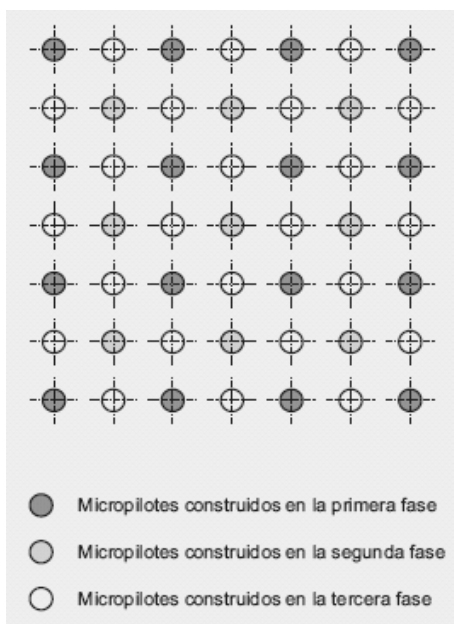 Micropilotes construidos en la primera fase
Micropilotes construidos en la segunda fase
Micropilotes construidos en la tercera fase